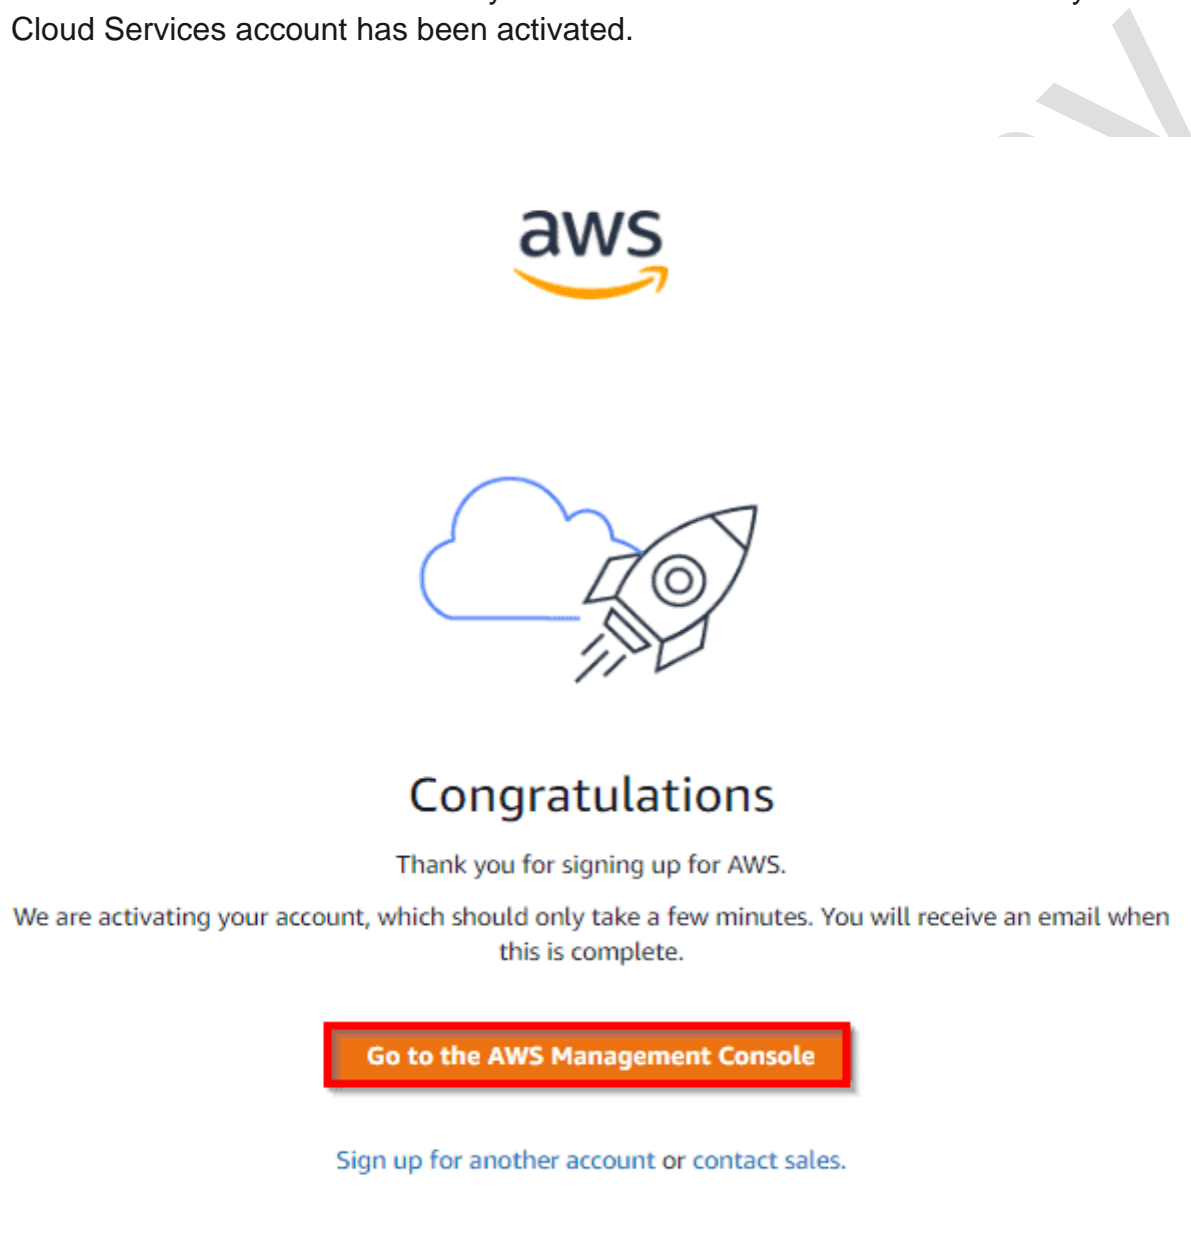 Cloud Services account has been activated.
aws
Congratulations
Thank you for signing up for AWS.
We are activating your account, which should only take a few minutes. You will receive an email when
this is complete.
Go to the AWS Management Console
Sign up for another account or contact sales.